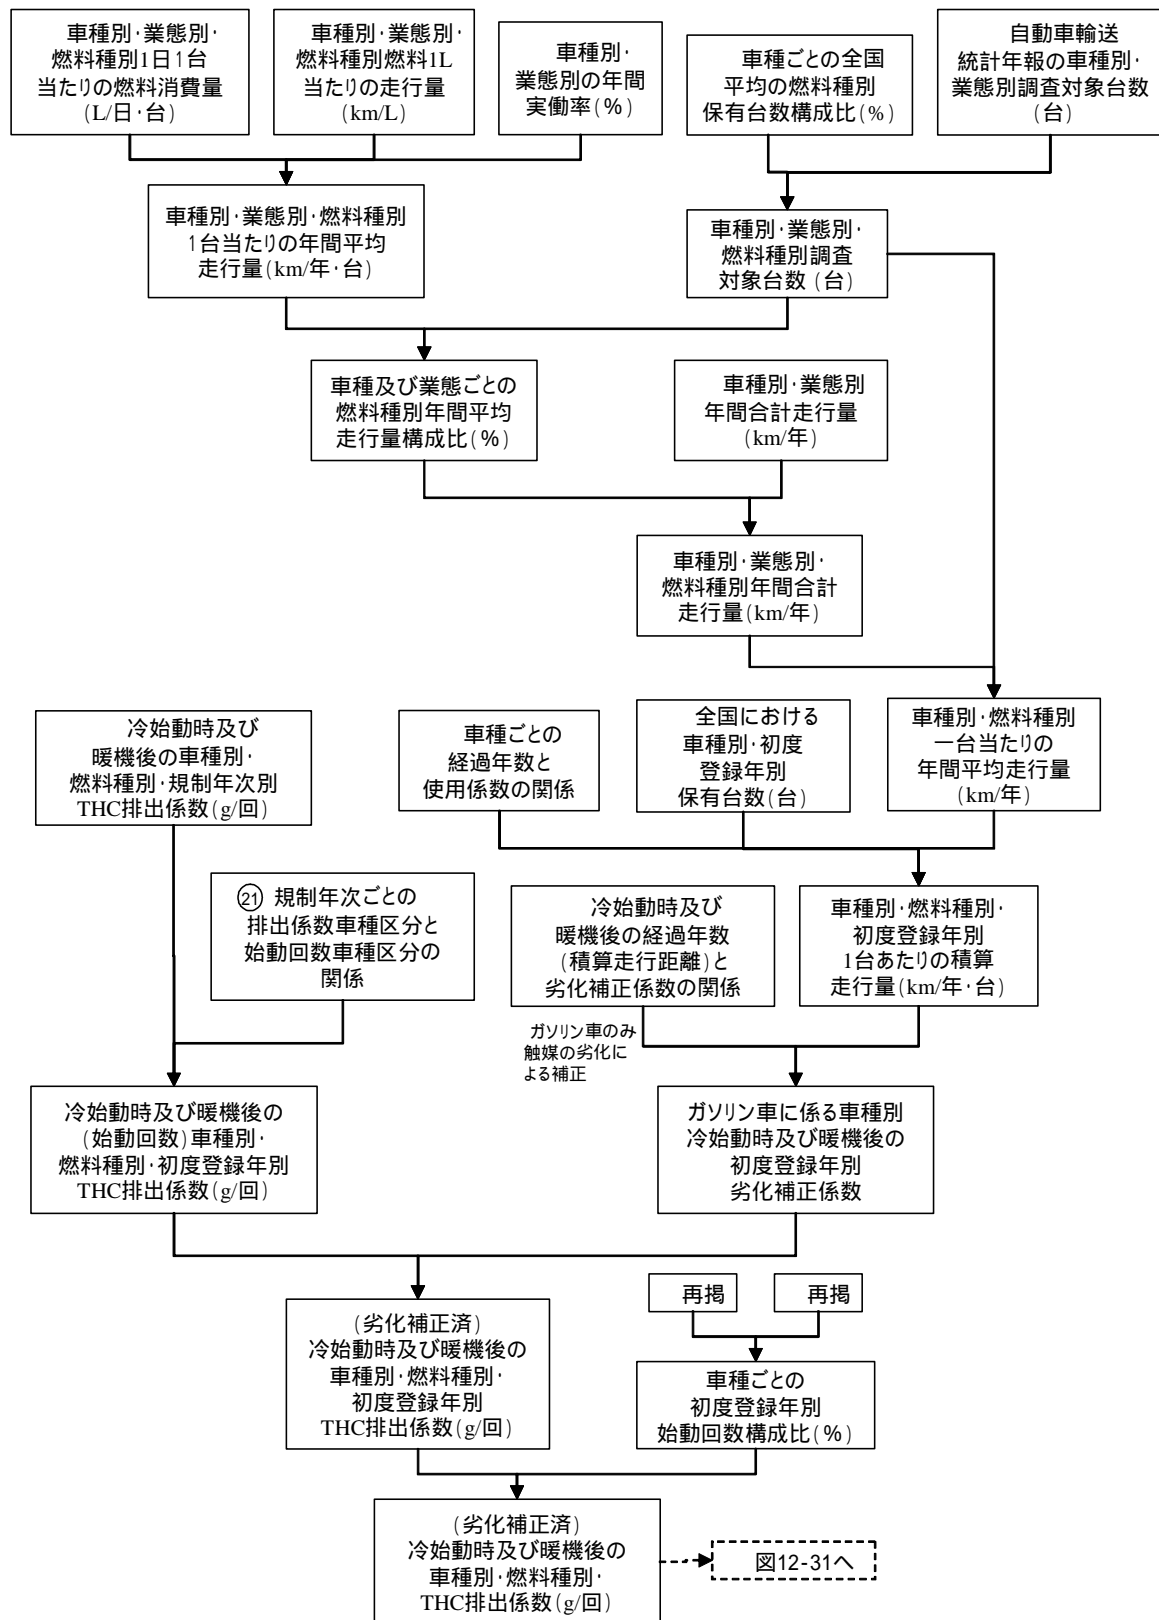 車種別･業態別･
燃料種別1日1台
当たりの燃料消費量
(L/日･台)
車種別･業態別･
燃料種別燃料1L
当たりの走行量
(km/L)
車種別･
業態別の年間
実働率(%)
車種ごとの全国
平均の燃料種別
保有台数構成比(%)
自動車輸送
統計年報の車種別･
業態別調査対象台数
(台)
車種別･業態別･燃料種別
1台当たりの年間平均
走行量(km/年･台)
車種別･業態別･
燃料種別調査
対象台数(台)
車種及び業態ごとの
燃料種別年間平均
走行量構成比(%)
車種別･業態別
年間合計走行量
(km/年)
車種別･業態別･
燃料種別年間合計
走行量(km/年)
冷始動時及び
暖機後の車種別･
燃料種別･規制年次別
THC排出係数(g/回)
車種ごとの
経過年数と
使用係数の関係
全国における
車種別･初度
登録年別
保有台数(台)
車種別･燃料種別
一台当たりの
年間平均走行量
(km/年)
㉑ 規制年次ごとの
排出係数車種区分と
始動回数車種区分の
関係
冷始動時及び
暖機後の経過年数
(積算走行距離)と
劣化補正係数の関係
車種別･燃料種別･
初度登録年別
1台あたりの積算
走行量(km/年･台)
ガソリン車のみ
触媒の劣化に
よる補正
冷始動時及び暖機後の
(始動回数)車種別･
燃料種別･初度登録年別
THC排出係数(g/回)
ガソリン車に係る車種別
冷始動時及び暖機後の
初度登録年別
劣化補正係数
(劣化補正済)
冷始動時及び暖機後の
車種別･燃料種別･
初度登録年別
THC排出係数(g/回)
再掲
再掲
車種ごとの
初度登録年別
始動回数構成比(%)
(劣化補正済)
冷始動時及び暖機後の
車種別･燃料種別･
THC排出係数(g/回)
図12-31へ